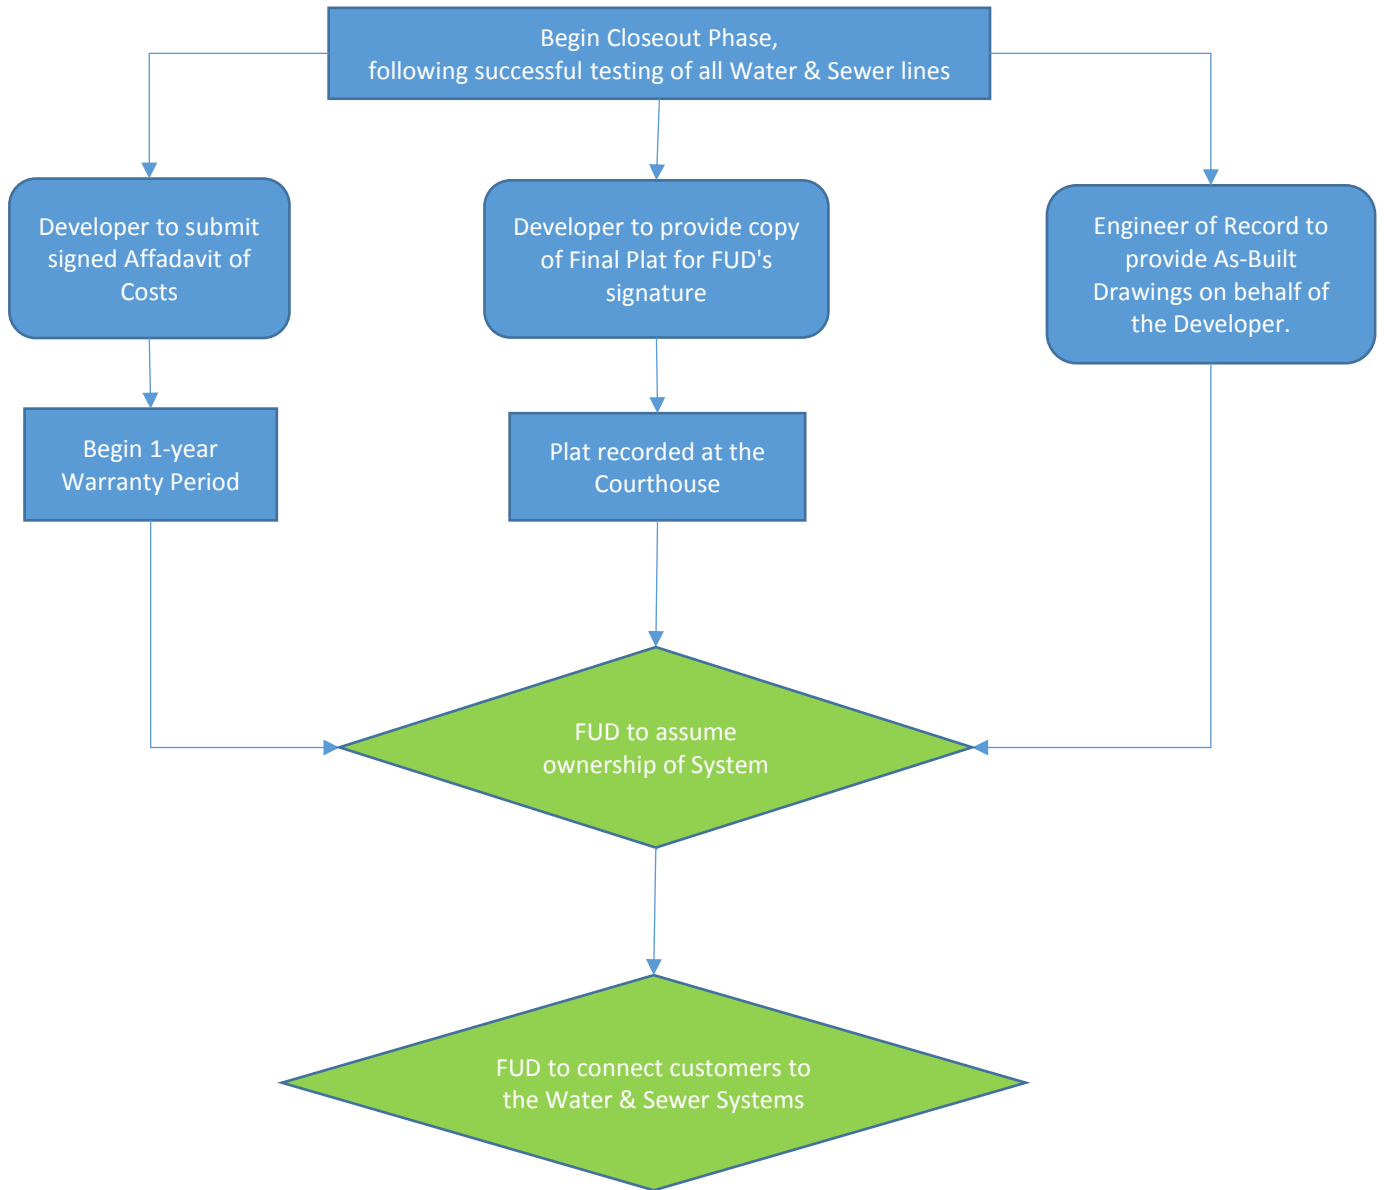 Begin Closeout Phase,
following successful testing of all Water & Sewer lines
Developer to submit
signed Affadavit of
Costs
Developer to provide copy
of Final Plat for FUD's
signature
Engineer of Record to
provide As-Built
Drawings on behalf of
the Developer.
Begin 1-year
Warranty Period
Plat recorded at the
Courthouse
FUD to assume
ownership of System
FUD to connect customers to
the Water & Sewer Systems